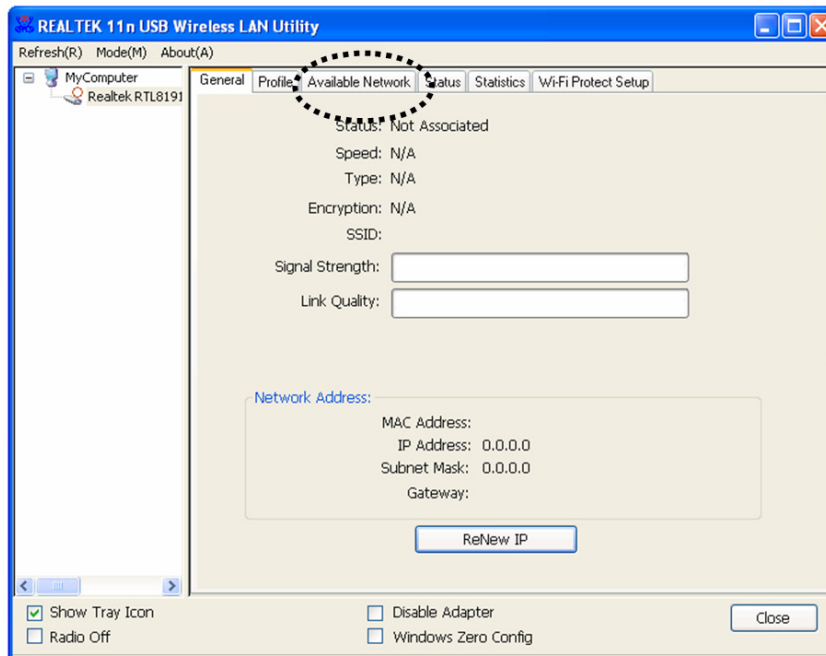 REALTEK 11n USB Wireless LAN Utility
Refresh(R) Mode(M) About(A)
MyComputer
Realtek RTL8191
General Profile Available Network Status Statistics Wi-Fi Protect Setup
Status: Not Associated
Speed: N/A
Type: N/A
Encryption: N/A
SSID:
Signal Strength:
Link Quality:
Network Address:
MAC Address:
IP Address: 0.0.0.0
Subnet Mask: 0.0.0.0
Gateway:
ReNew IP
Show Tray Icon Disable Adapter Close
Radio Off Windows Zero Config